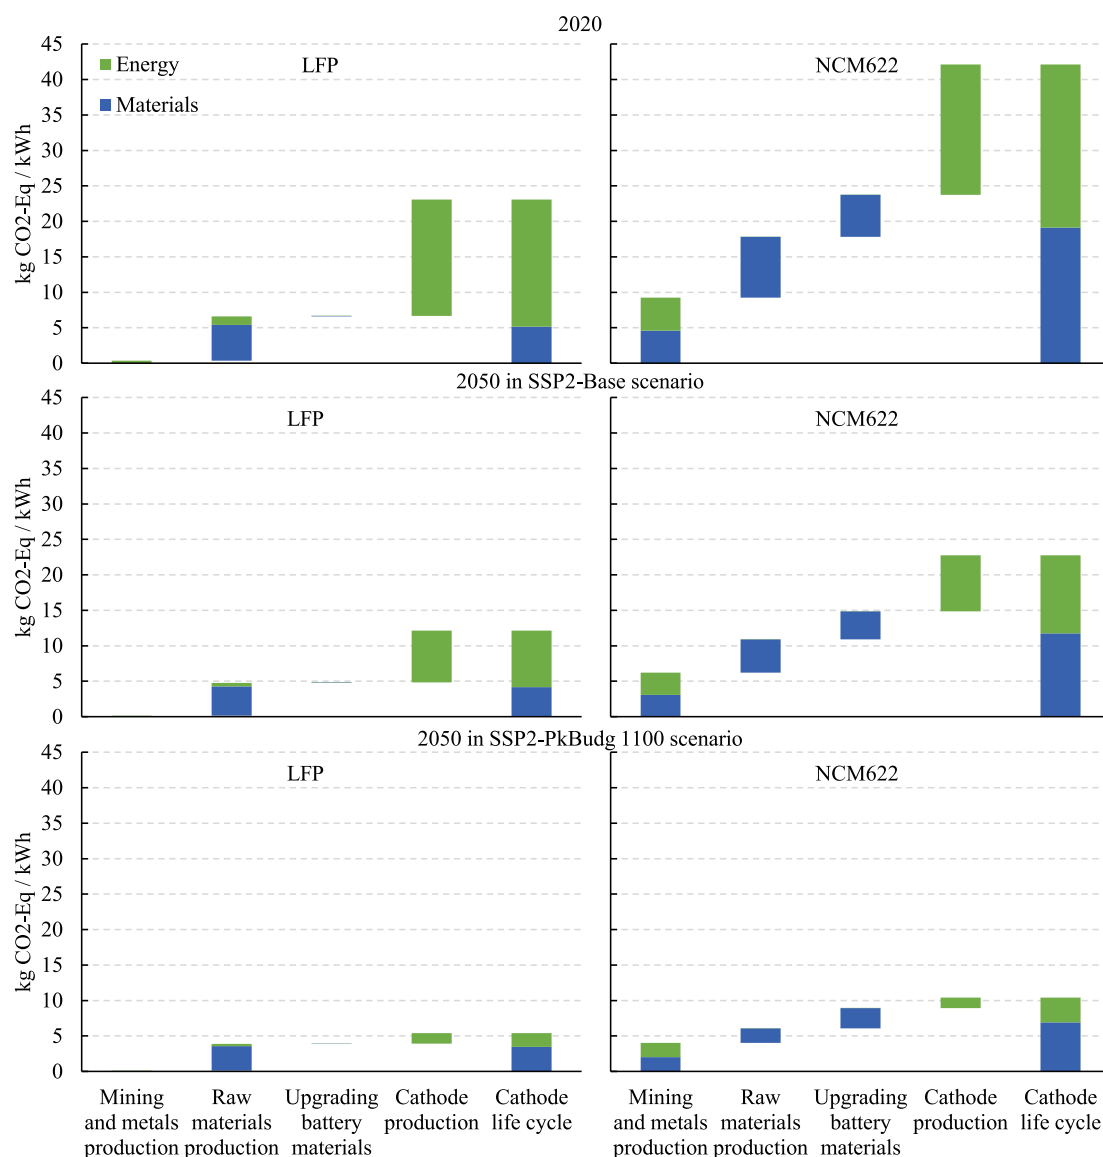 2020
45
40
35
30
25
20
15
10
5
0
kg CO2-Eq / kWh
Energy
Materials
LFP
NCM622
2050 in SSP2-Base scenario
45
40
35
30
25
20
15
10
5
0
kg CO2-Eq / kWh
LFP
NCM622
2050 in SSP2-PkBudg 1100 scenario
45
40
35
30
25
20
15
10
5
0
kg CO2-Eq / kWh
LFP
NCM622
Mining
and metals
production
Raw
materials
production
Upgrading
battery
materials
Cathode
production
Cathode
life cycle
Mining
and metals
production
Raw
materials
production
Upgrading
battery
materials
Cathode
production
Cathode
life cycle